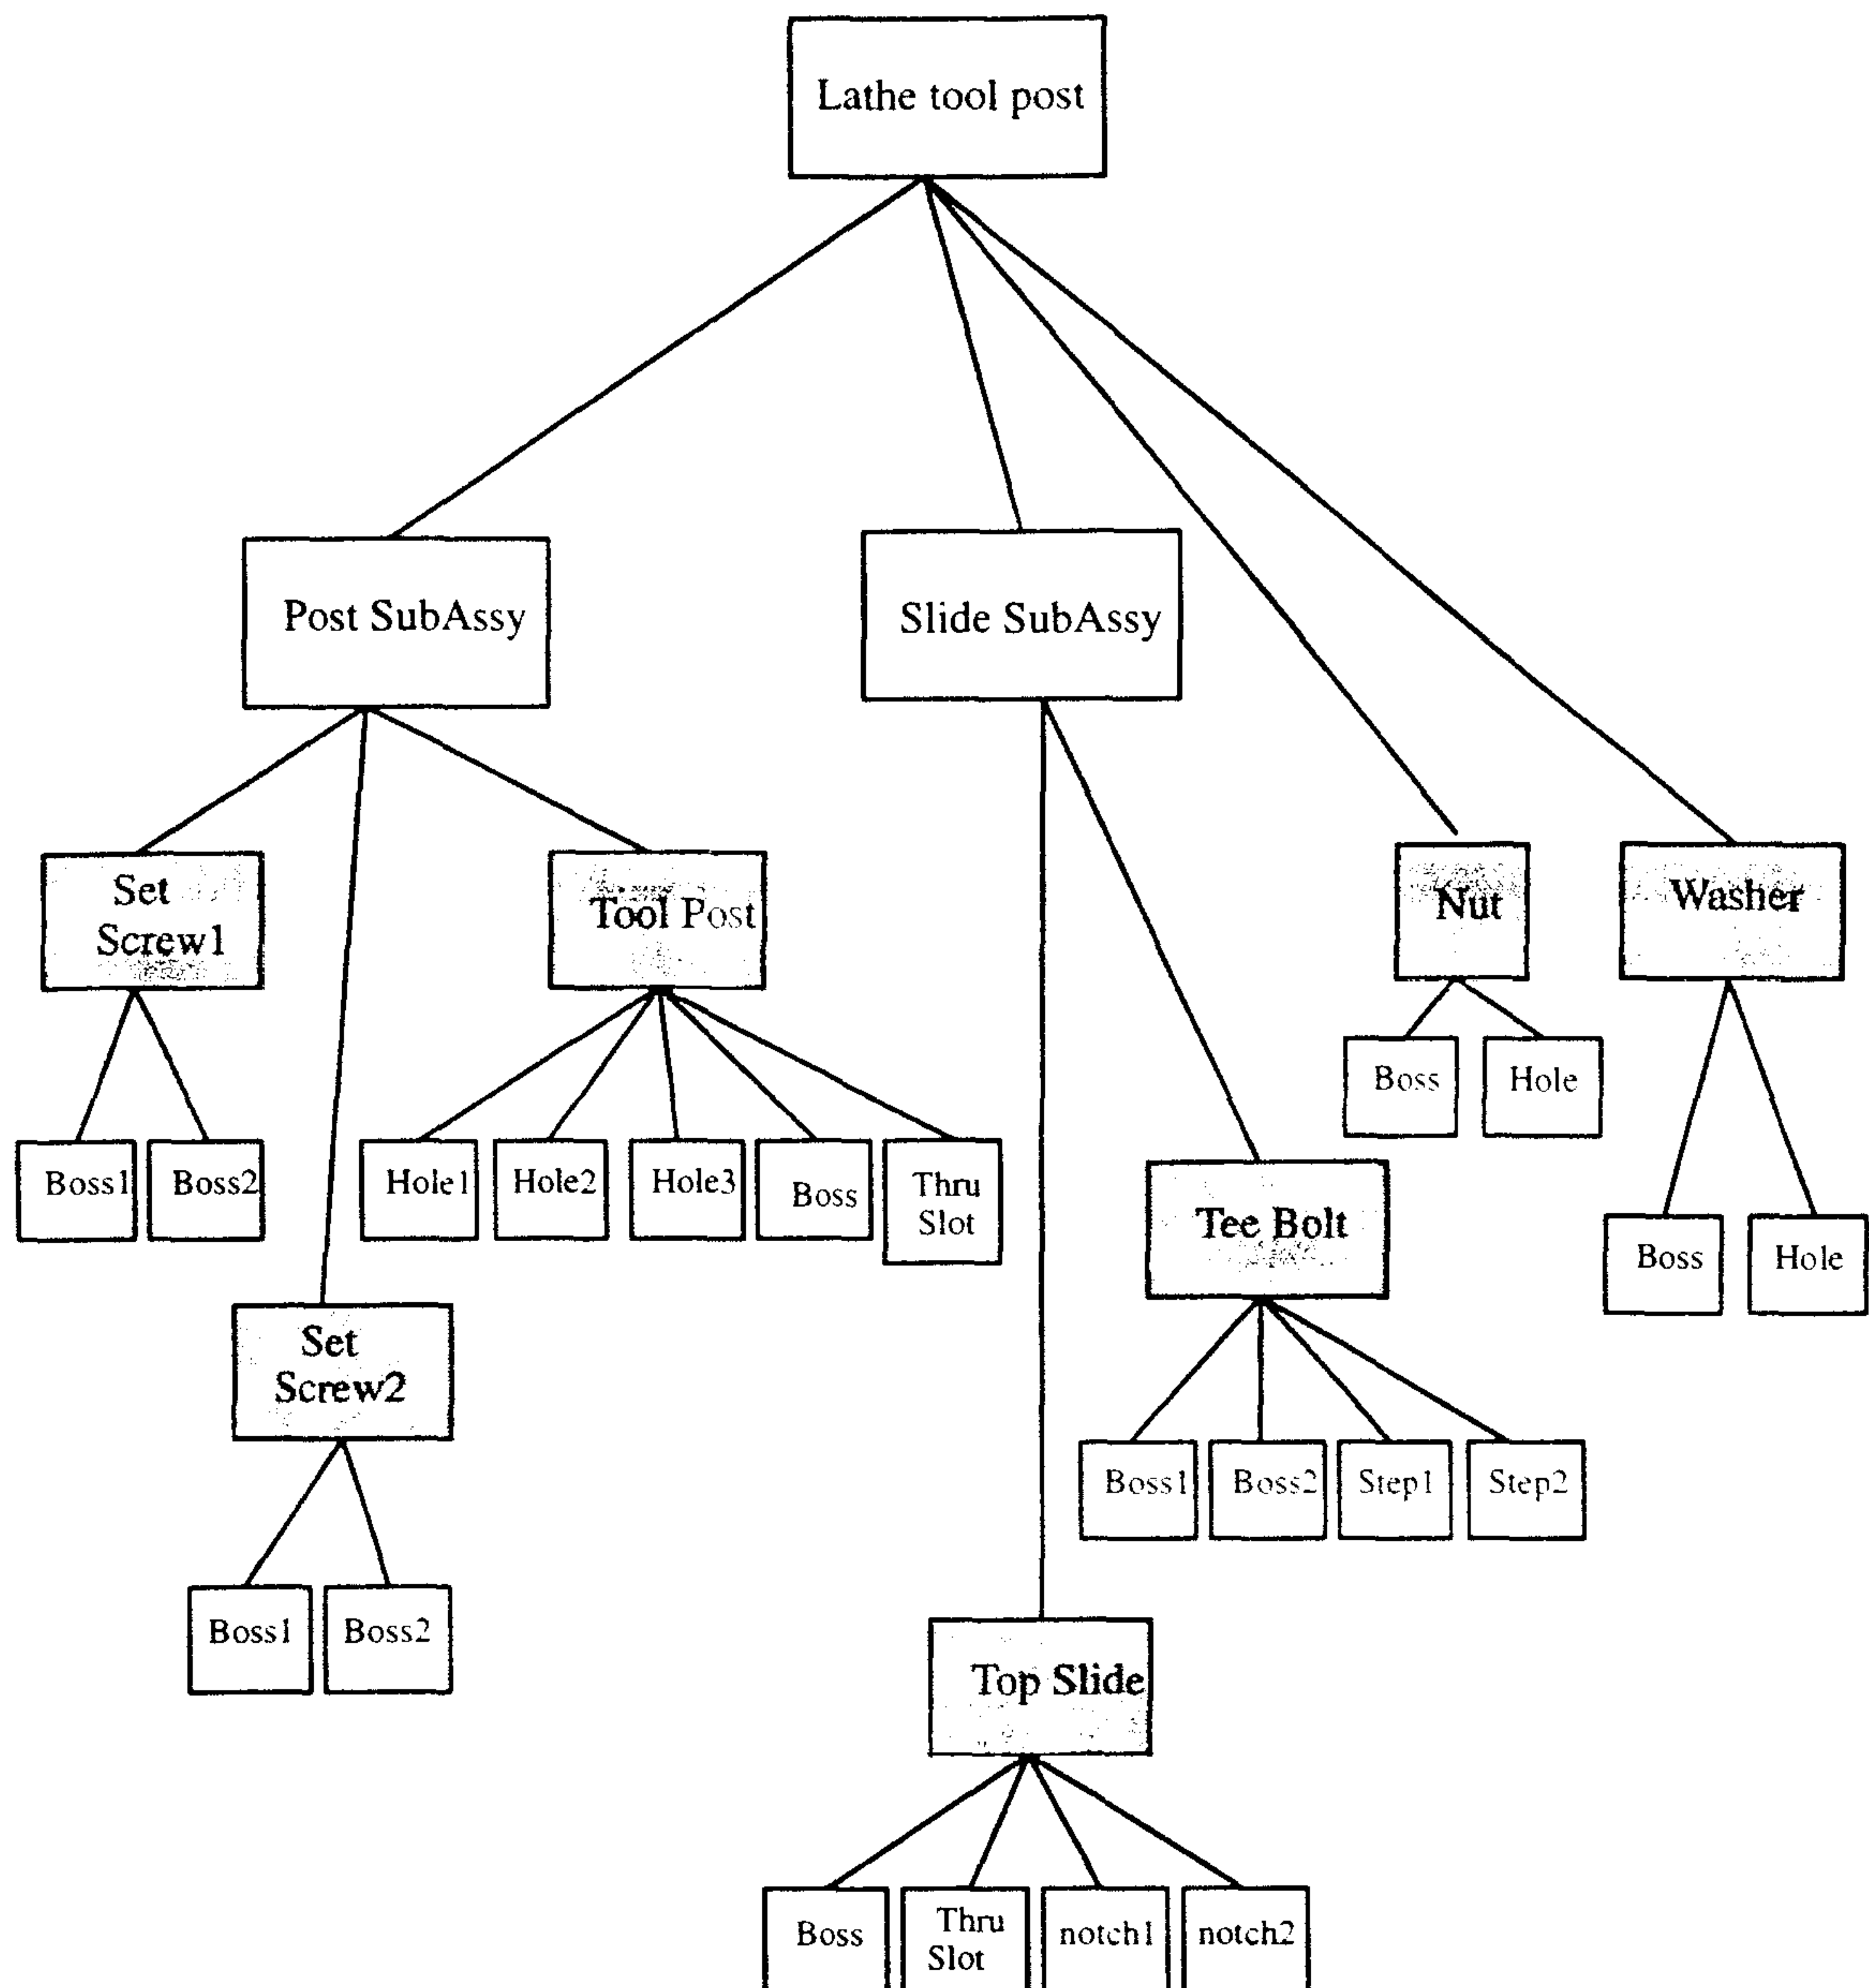 Lathe tool post
Post SubAssy
Slide SubAssy
Set
Screw1
Tool Post
Nut
Washer
Boss
Hole
Boss1
Boss2
Hole1
Hole2
Hole3
Boss
Thru
Slot
Tee Bolt
Boss
Hole
Set
Screw2
Boss1
Boss2
Step1
Step2
Boss1
Boss2
Top Slide
Boss
Thru
Slot
notch1
notch2